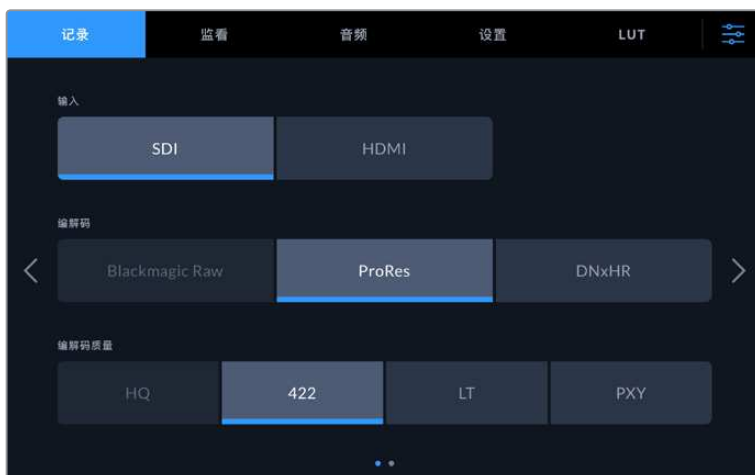 记录 监看 音频 设置 LUT
输入
SDI HDMI
编解码
Blackmagic Raw ProRes DNxHR
编解码质量
HQ 422 LT PXY